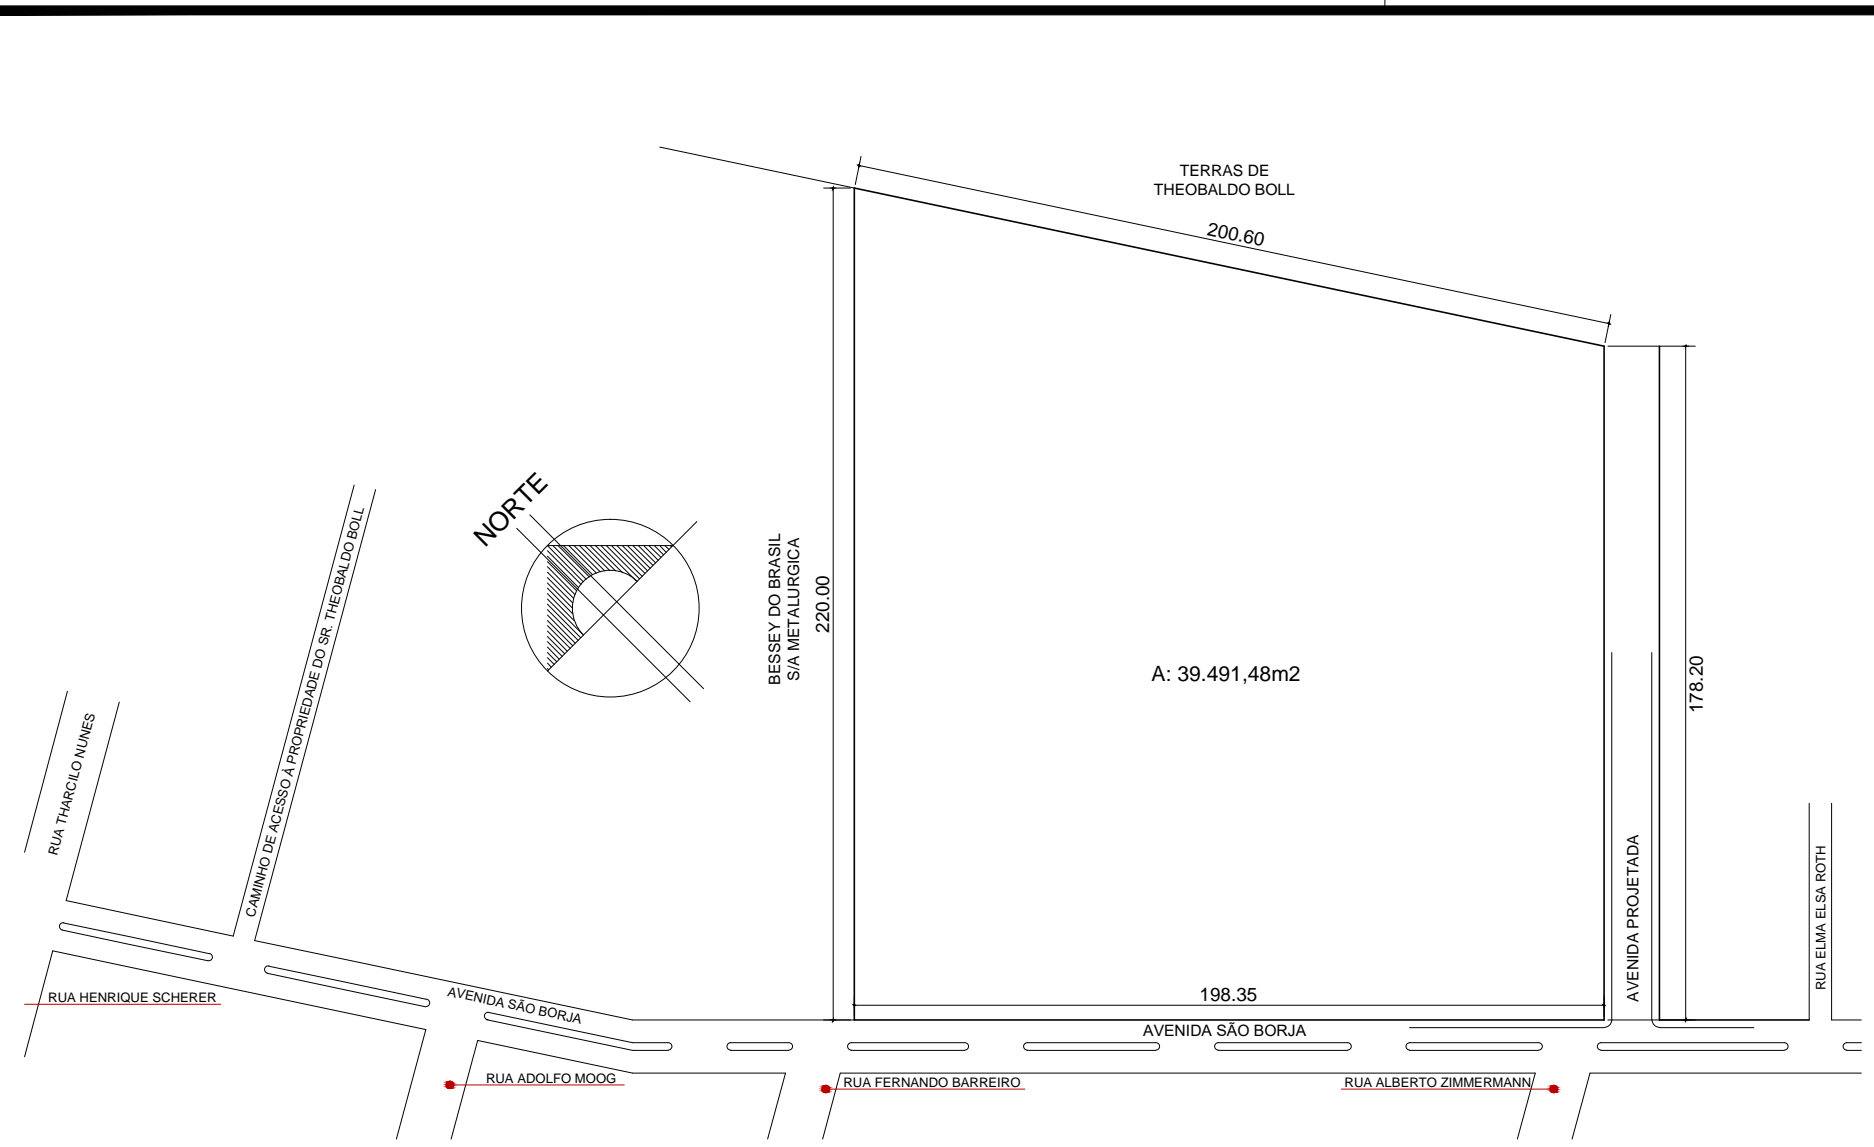 TERRAS DE
THEOBALDO BOLL
200.60
NORTE
BESSEY DO BRASIL
S/A METALURGICA
220.00
A: 39.491,48m2
178.20
CAMINHO DE ACESSO À PROPRIEDADE DO SR. THEOBALDO BOLL
RUA THARCILO NUNES
AVENIDA PROJETADA
RUA ELMA ELSA ROTH
RUA HENRIQUE SCHERER
AVENIDA SÃO BORJA
198.35
AVENIDA SÃO BORJA
RUA ADOLFO MOOG
RUA FERNANDO BARREIRO
RUA ALBERTO ZIMMERMANN